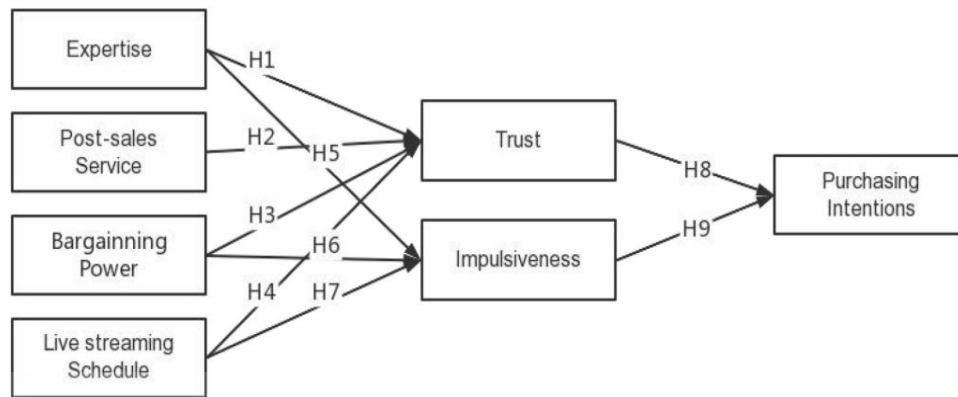 Expertise
H1
Post-sales
Service
H2
H5
Trust
H8
Purchasing
Intentions
Bargainning
Power
H3
H6
Impulsiveness
H9
Live streaming
Schedule
H4
H7